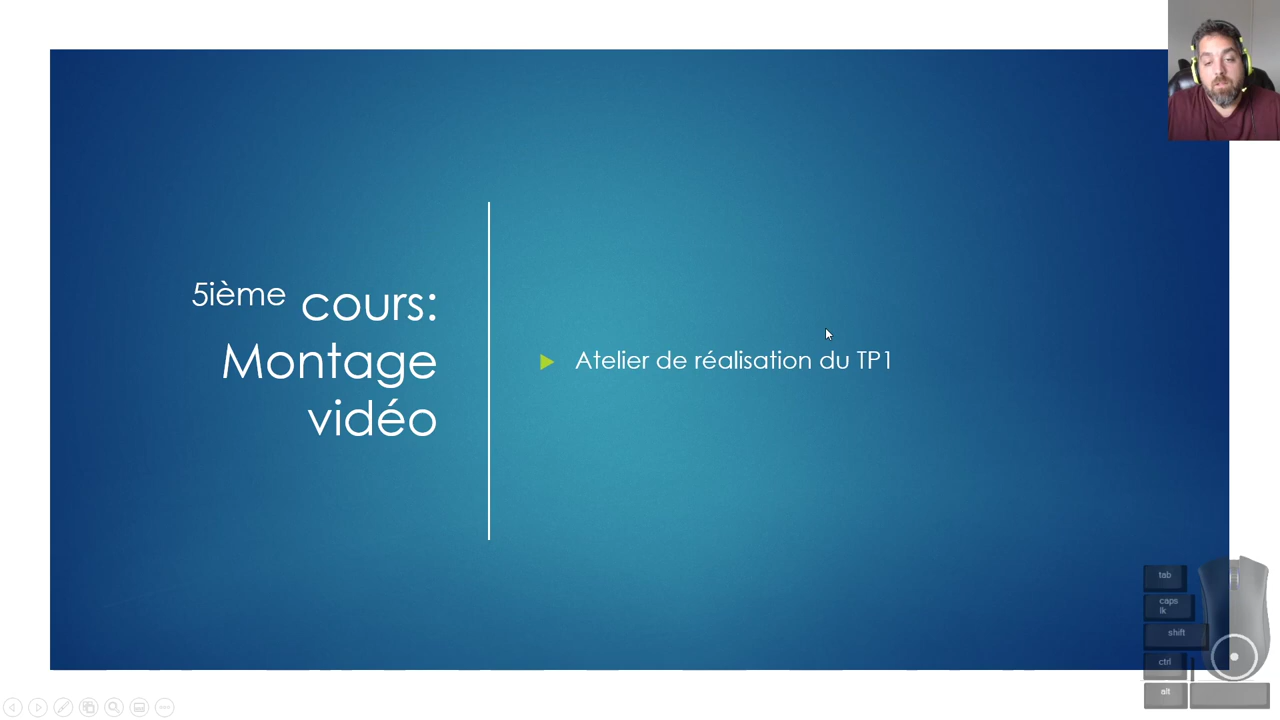 5ième cours:
Montage
vidéo
Atelier de réalisation du TP1
tab
caps
lk
shift
ctrl
alt